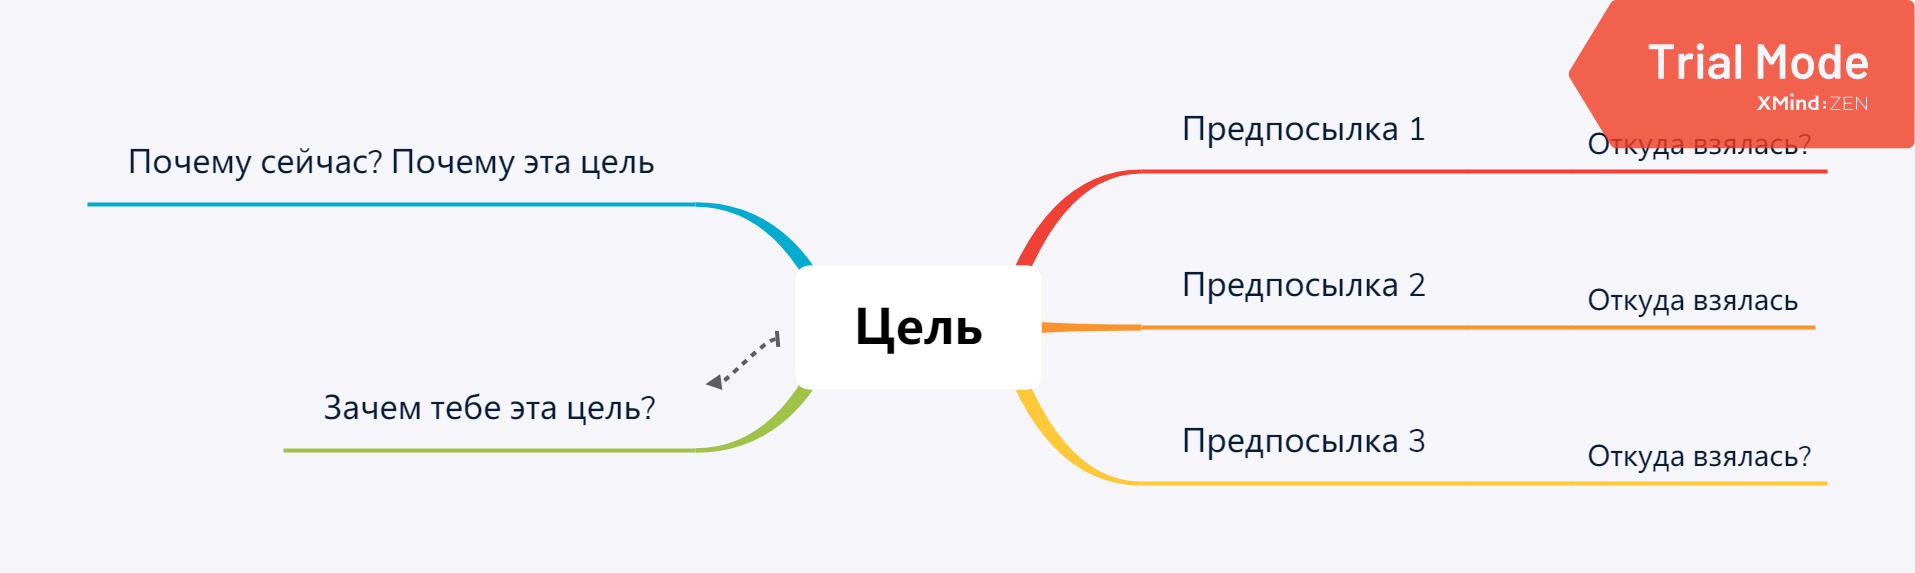 Trial Mode
XMind:ZEN
Почему сейчас? Почему эта цель
Зачем тебе эта цель?
Цель
Предпосылка 1
Откуда взялась?
Предпосылка 2
Откуда взялась
Предпосылка 3
Откуда взялась?